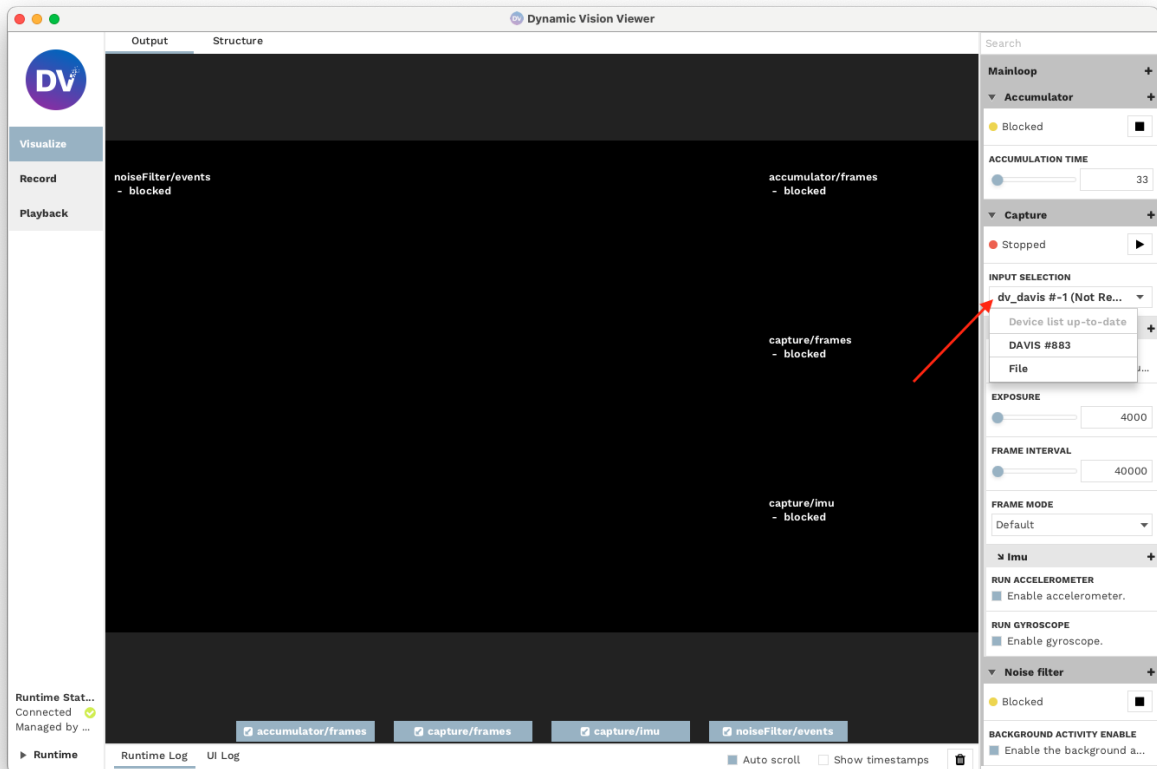 Dynamic Vision Viewer
DV
Visualize
Record
Playback
Runtime Stat...
Connected
Managed by ...
Runtime
Output
Structure
noiseFilter/events
- blocked
accumulator/frames
- blocked
capture/frames
- blocked
capture/imu
- blocked
accumulator/frames
capture/frames
capture/imu
noiseFilter/events
Runtime Log
UI Log
Auto scroll
Show timestamps
Search
Mainloop +
Accumulator +
Blocked
ACCUMULATION TIME
33
Capture +
Stopped
INPUT SELECTION
dv_davis #-1 (Not Re...
Device list up-to-date
+
DAVIS #883
File
EXPOSURE
4000
FRAME INTERVAL
40000
FRAME MODE
Default
Imu +
RUN ACCELEROMETER
Enable accelerometer.
RUN GYROSCOPE
Enable gyroscope.
Noise filter +
Blocked
BACKGROUND ACTIVITY ENABLE
Enable the background a...